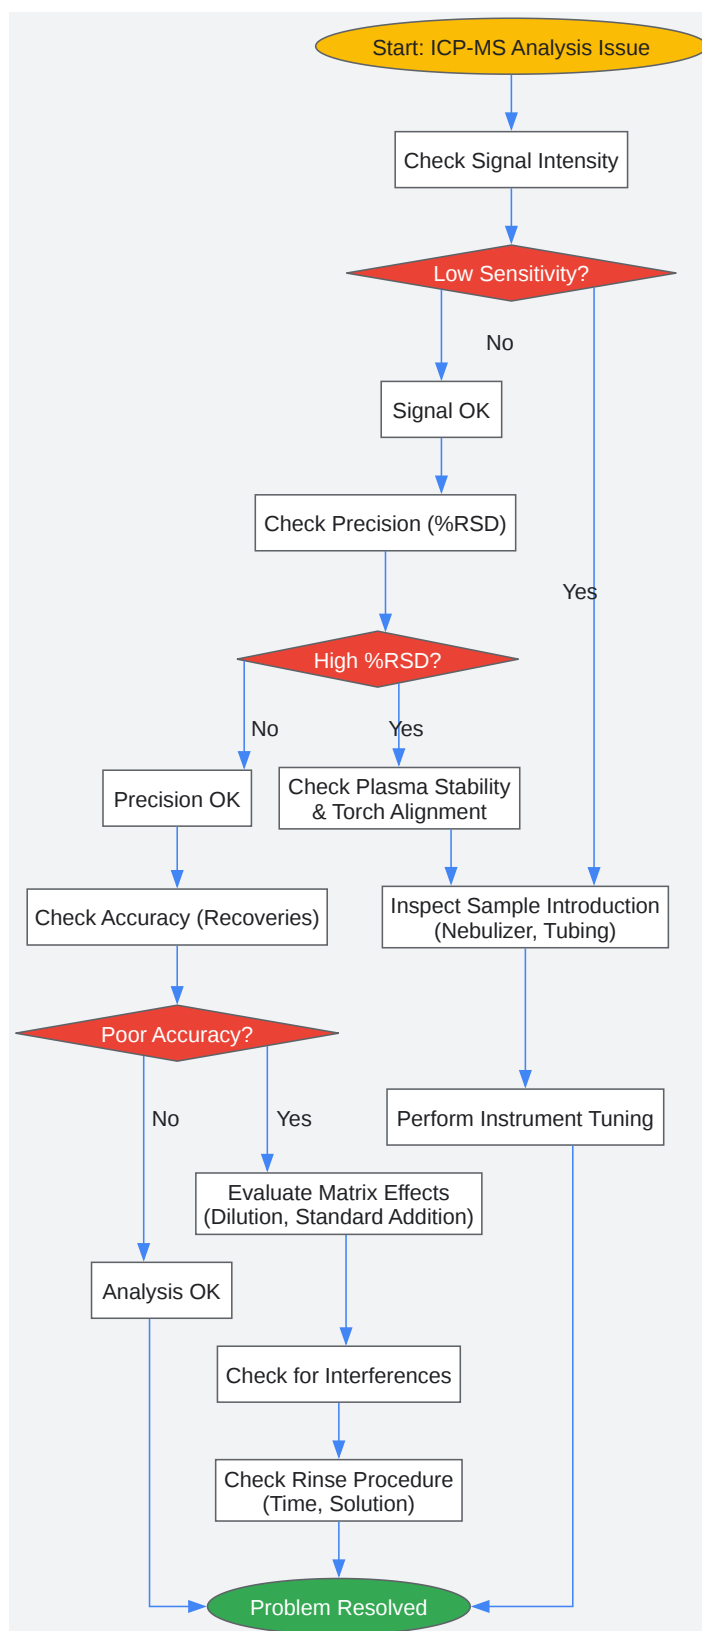 Start: ICP-MS Analysis Issue
Check Signal Intensity
Low Sensitivity?
No
Signal OK
Check Precision (%RSD)
Yes
High %RSD?
No
Yes
Check Plasma Stability
& Torch Alignment
Precision OK
Inspect Sample Introduction
(Nebulizer, Tubing)
Check Accuracy (Recoveries)
Poor Accuracy?
No
Yes
Perform Instrument Tuning
Evaluate Matrix Effects
(Dilution, Standard Addition)
Analysis OK
Check for Interferences
Check Rinse Procedure
(Time, Solution)
Problem Resolved